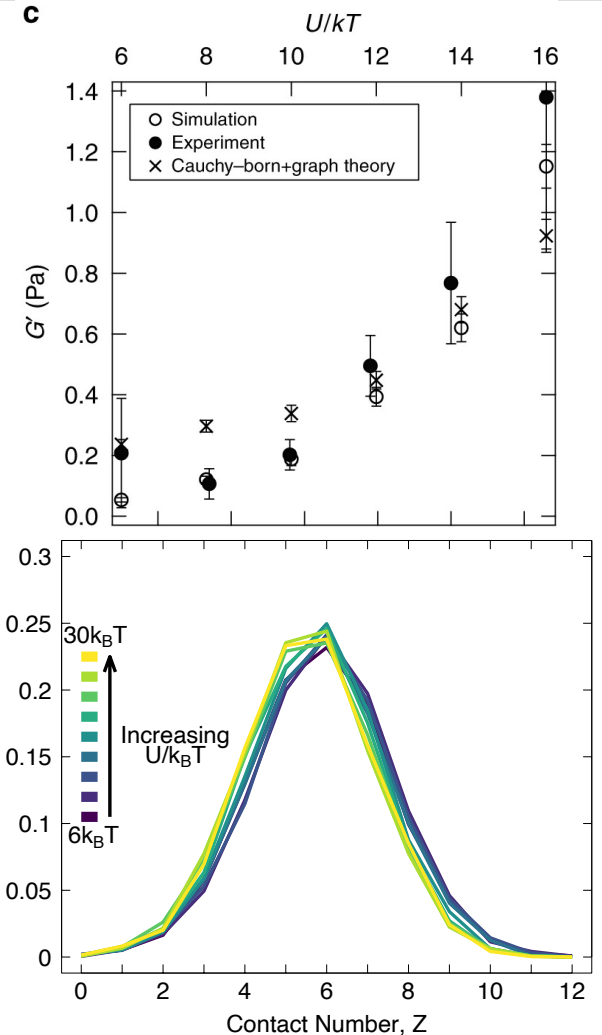 c
U/kT
6 8 10 12 14 16
1.4
Simulation
Experiment
Cauchy–born+graph theory
1.2
1.0
0.8
G′ (Pa)
0.6
0.4
0.2
0.0
0.3
0.25
30k_BT
0.2
Increasing
U/k_BT
0.15
0.1
6k_BT
0.05
0
0 2 4 6 8 10 12
Contact Number, Z